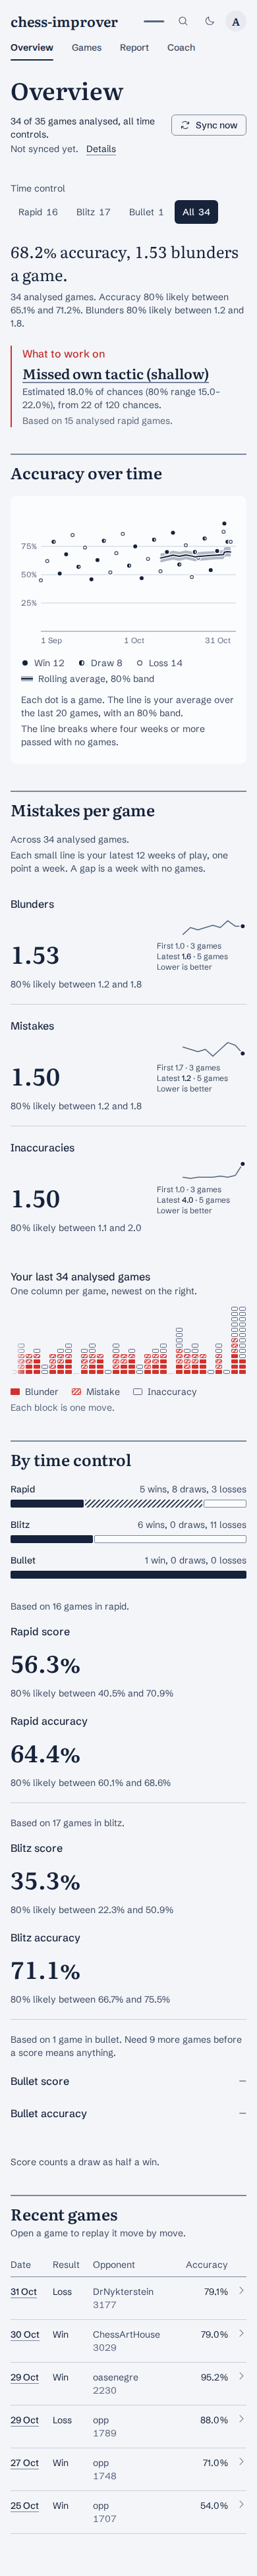 chess-improver
A
Overview Games Report Coach
Overview
34 of 35 games analysed, all time
controls.
Not synced yet. Details
Sync now
Time control
Rapid 16 Blitz 17 Bullet 1 All 34
68.2% accuracy, 1.53 blunders
a game.
34 analysed games. Accuracy 80% likely between
65.1% and 71.2%. Blunders 80% likely between 1.2 and
1.8.
What to work on
Missed own tactic (shallow)
Estimated 18.0% of chances (80% range 15.0–
22.0%), from 22 of 120 chances.
Based on 15 analysed rapid games.
Accuracy over time
75%
50%
25%
1 Sep 1 Oct 31 Oct
Win 12 Draw 8 Loss 14
Rolling average, 80% band
Each dot is a game. The line is your average over
the last 20 games, with an 80% band.
The line breaks where four weeks or more
passed with no games.
Mistakes per game
Across 34 analysed games.
Each small line is your latest 12 weeks of play, one
point a week. A gap is a week with no games.
Blunders
1.53
First 1.0 · 3 games
Latest 1.6 · 5 games
Lower is better
80% likely between 1.2 and 1.8
Mistakes
1.50
First 1.7 · 3 games
Latest 1.2 · 5 games
Lower is better
80% likely between 1.2 and 1.8
Inaccuracies
1.50
First 1.0 · 3 games
Latest 4.0 · 5 games
Lower is better
80% likely between 1.1 and 2.0
Your last 34 analysed games
One column per game, newest on the right.
Blunder Mistake Inaccuracy
Each block is one move.
By time control
Rapid 5 wins, 8 draws, 3 losses
Blitz 6 wins, 0 draws, 11 losses
Bullet 1 win, 0 draws, 0 losses
Based on 16 games in rapid.
Rapid score
56.3%
80% likely between 40.5% and 70.9%
Rapid accuracy
64.4%
80% likely between 60.1% and 68.6%
Based on 17 games in blitz.
Blitz score
35.3%
80% likely between 22.3% and 50.9%
Blitz accuracy
71.1%
80% likely between 66.7% and 75.5%
Based on 1 game in bullet. Need 9 more games before
a score means anything.
Bullet score –
Bullet accuracy –
Score counts a draw as half a win.
Recent games
Open a game to replay it move by move.
Date Result Opponent Accuracy
31 Oct Loss DrNykterstein 79.1%
3177
30 Oct Win ChessArtHouse 79.0%
3029
29 Oct Win oasenegre 95.2%
2230
29 Oct Loss opp 88.0%
1789
27 Oct Win opp 71.0%
1748
25 Oct Win opp 54.0%
1707